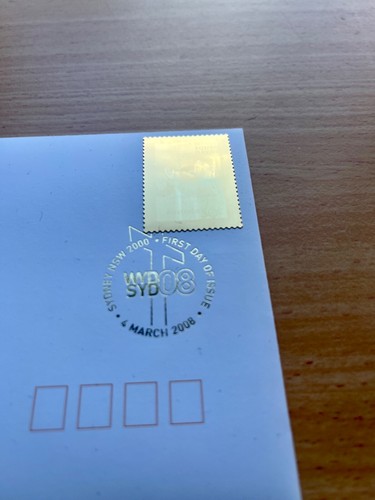 SYDNEY NSW 2000 • FIRST DAY OF ISSUE
WYD
SYD08
• 4 MARCH 2008 •